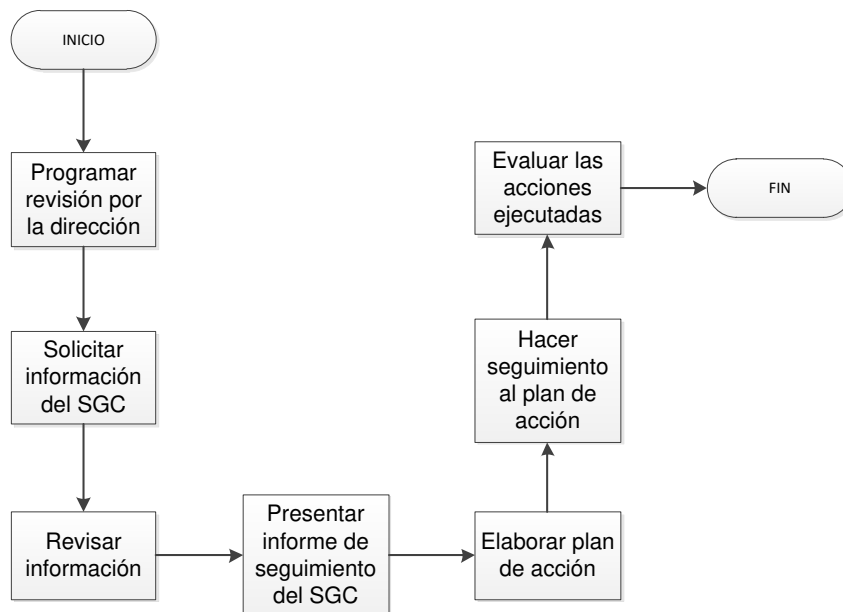 INICIO
Programar
revisión por
la dirección
Solicitar
información
del SGC
Revisar
información
Presentar
informe de
seguimiento
del SGC
Elaborar plan
de acción
Hacer
seguimiento
al plan de
acción
Evaluar las
acciones
ejecutadas
FIN